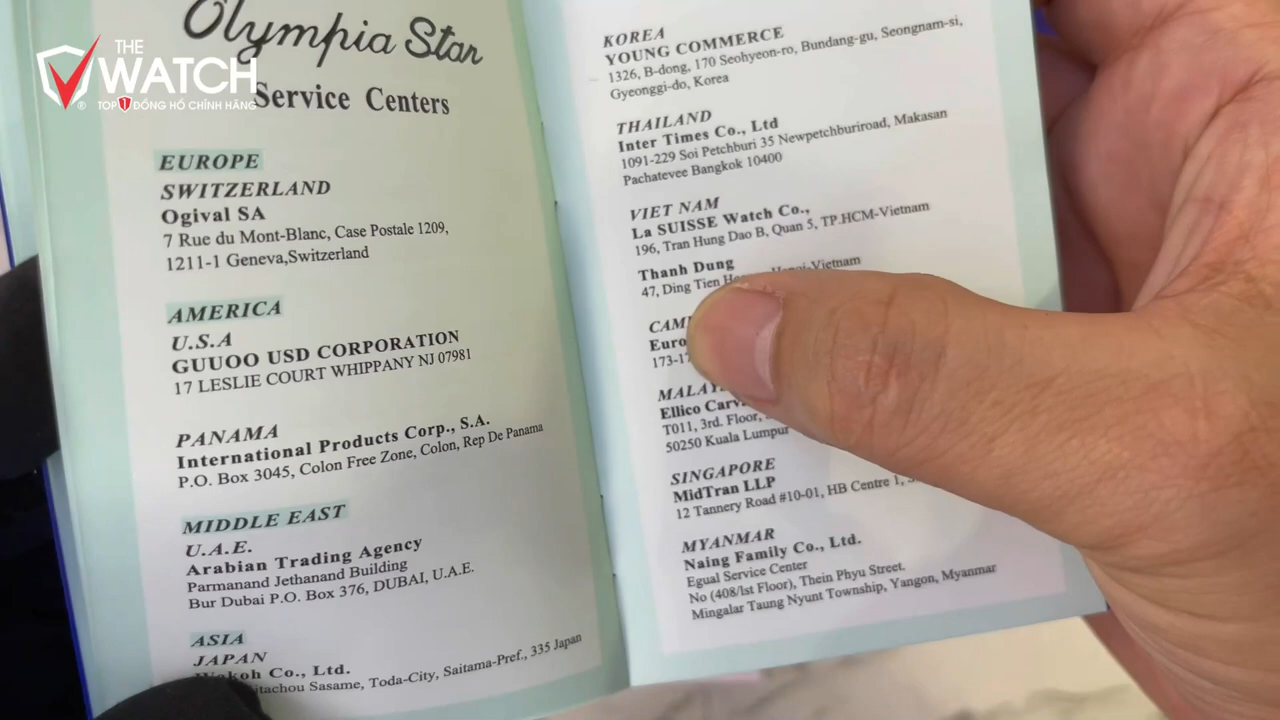 THE
WATCH
®
TOP 1 ĐỒNG HỒ CHÍNH HÃNG
Olympia Star
Service Centers
EUROPE
SWITZERLAND
Ogival SA
7 Rue du Mont-Blanc, Case Postale 1209,
1211-1 Geneva,Switzerland
AMERICA
U.S.A
GUUOO USD CORPORATION
17 LESLIE COURT WHIPPANY NJ 07981
PANAMA
International Products Corp., S.A.
P.O. Box 3045, Colon Free Zone, Colon, Rep De Panama
MIDDLE EAST
U.A.E.
Arabian Trading Agency
Parmanand Jethanand Building
Bur Dubai P.O. Box 376, DUBAI, U.A.E.
ASIA
JAPAN
Co., Ltd.
Sasame, Toda-City, Saitama-Pref., 335 Japan
KOREA
YOUNG COMMERCE
1326, B-dong, 170 Seohyeon-ro, Bundang-gu, Seongnam-si,
Gyeonggi-do, Korea
THAILAND
Inter Times Co., Ltd
1091-229 Soi Petchburi 35 Newpetchburiroad, Makasan
Pachatevee Bangkok 10400
VIET NAM
La SUISSE Watch Co.,
196, Tran Hung Dao B, Quan 5, TP.HCM-Vietnam
Thanh Dung
47, Ding Tien Hanoi-Vietnam
Euro
MALAY
Ellico
T011, 3rd. Floor,
50250 Kuala Lumpur
SINGAPORE
MidTran LLP
12 Tannery Road #10-01, HB Centre 1,
MYANMAR
Naing Family Co., Ltd.
Egual Service Center
No (408/1st Floor), Thein Phyu Street.
Mingalar Taung Nyunt Township, Yangon, Myanmar